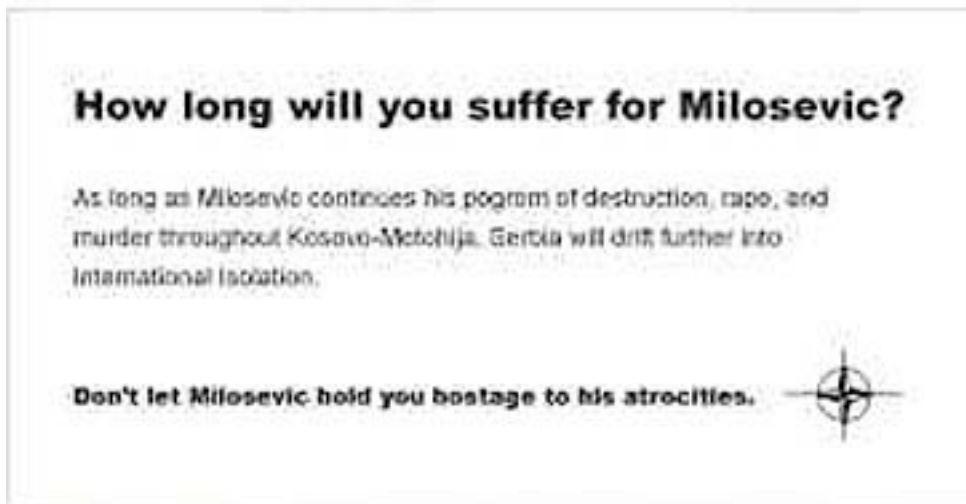 How long will you suffer for Milosevic?
As long as Milosevic continues his pogrom of destruction, rape, and
murder throughout Kosovo-Metohija, Serbia will drift further into
international isolation.
Don't let Milosevic hold you hostage to his atrocities.